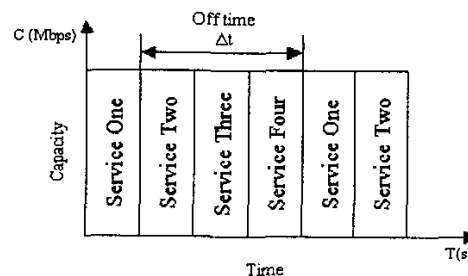 Off time
C (Mbps)
Δt
Capacity
Service One
Service Two
Service Three
Service Four
Service One
Service Two
T(s
Time